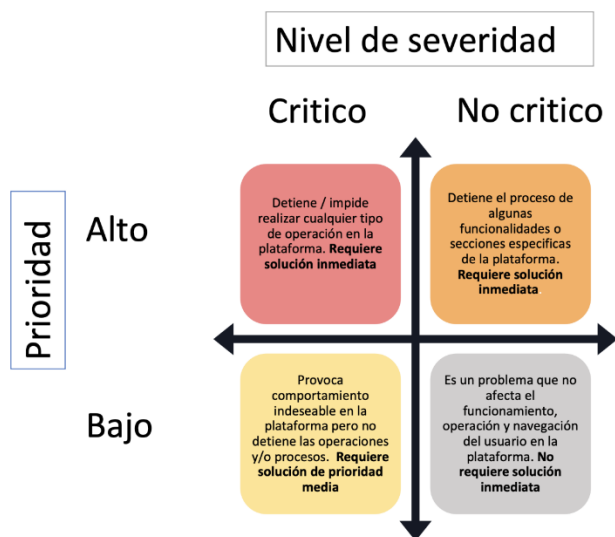 Nivel de severidad
Critico
No critico
Prioridad
Alto
Detiene / impide
realizar cualquier tipo
de operación en la
plataforma. Requiere
solución inmediata
Detiene el proceso de
algunas
funcionalidades o
secciones especificas
de la plataforma.
Requiere solución
inmediata
Bajo
Provoca
comportamiento
indeseable en la
plataforma pero no
detiene las operaciones
y/o procesos. Requiere
solución de prioridad
media
Es un problema que no
afecta el
funcionamiento,
operación y navegación
del usuario en la
plataforma. No
requiere solución
inmediata